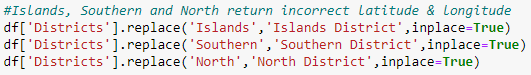 #Islands, Southern and North return incorrect latitude & longitude
df['Districts'].replace('Islands','Islands District',inplace=True)
df['Districts'].replace('Southern','Southern District',inplace=True)
df['Districts'].replace('North','North District',inplace=True)